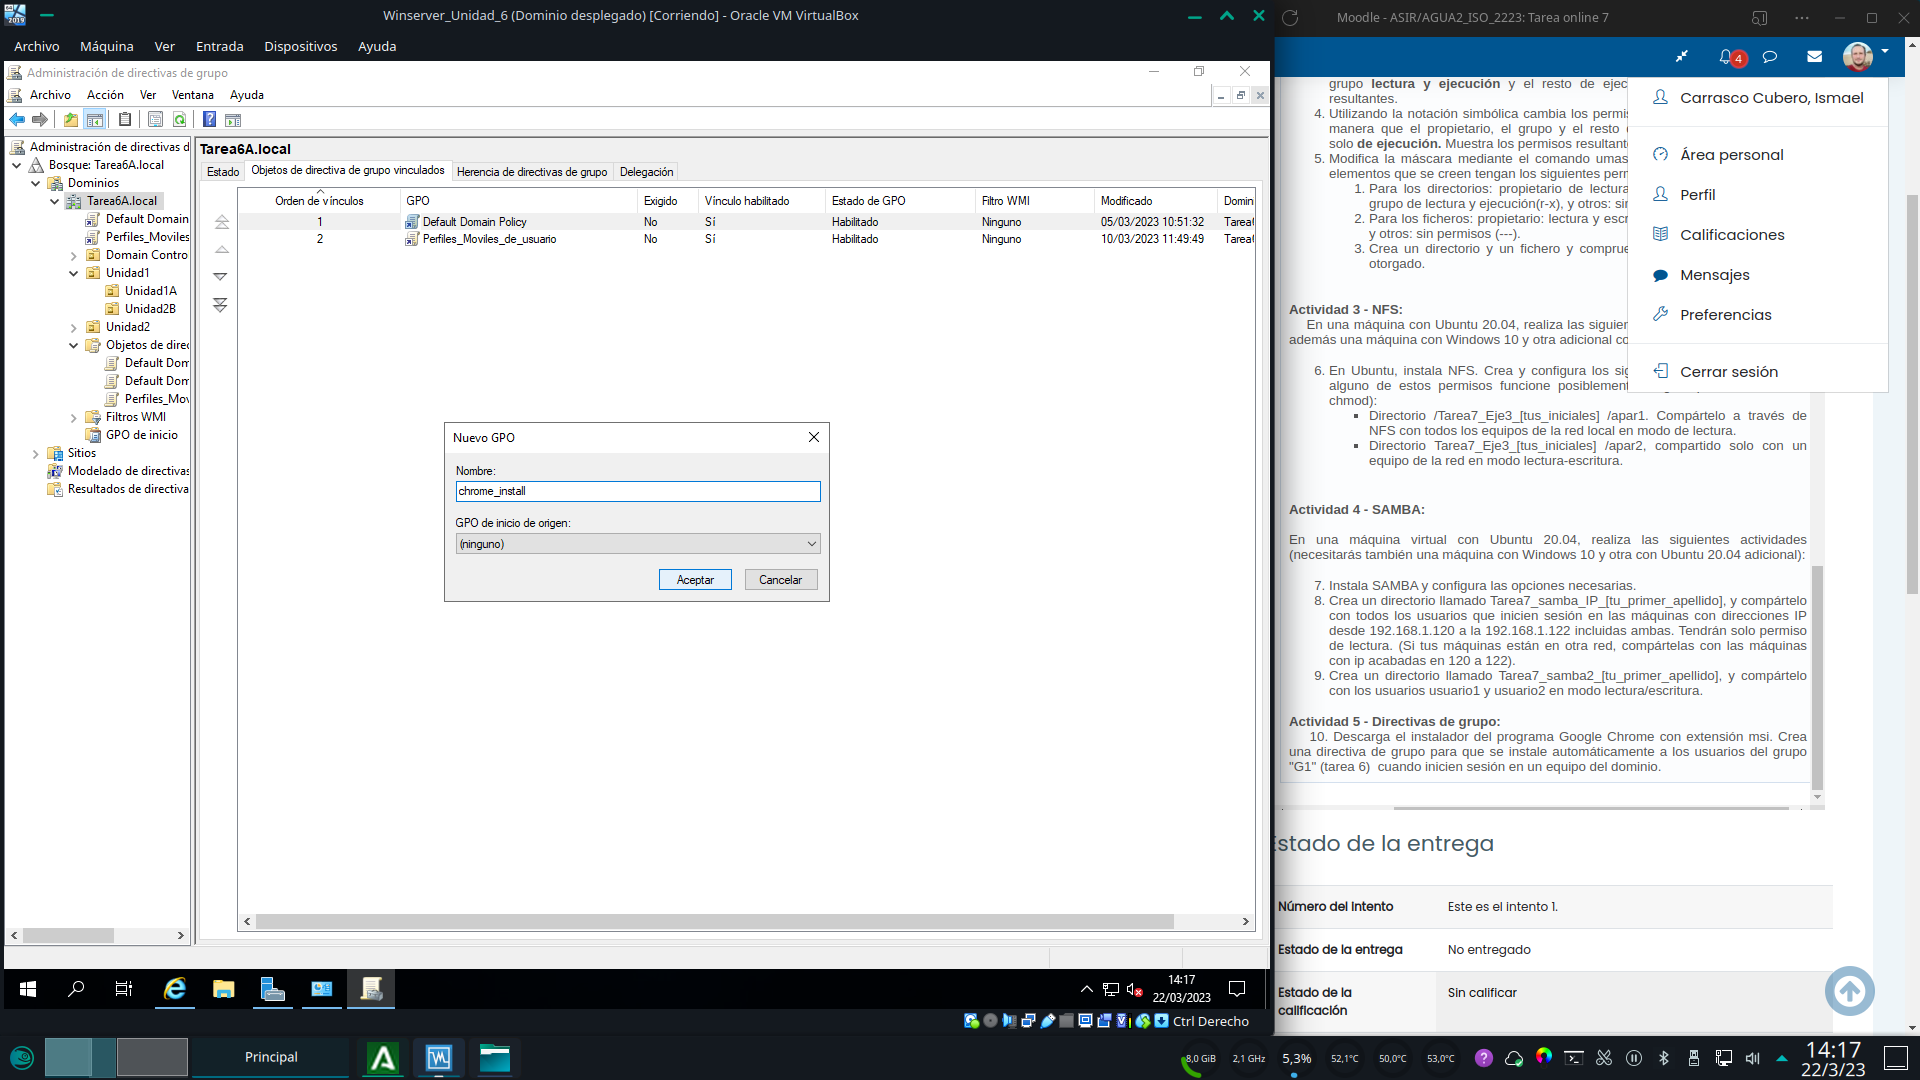 Winserver_Unidad_6 (Dominio desplegado) [Corriendo] - Oracle VM VirtualBox
Archivo Máquina Ver Entrada Dispositivos Ayuda
Administración de directivas de grupo
Archivo Acción Ver Ventana Ayuda
Administración de directivas d
Bosque: Tarea6A.local
Dominios
Tarea6A.local
Default Domain
Perfiles_Moviles
Domain Contro
Unidad1
Unidad1A
Unidad2B
Unidad2
Objetos de direc
Default Dom
Default Dom
Perfiles_Mov
Filtros WMI
GPO de inicio
Sitios
Modelado de directivas
Resultados de directiva
Tarea6A.local
Estado Objetos de directiva de grupo vinculados Herencia de directivas de grupo Delegación
Orden de vínculos GPO Exigido Vínculo habilitado Estado de GPO Filtro WMI Modificado Domin
1 Default Domain Policy No Sí Habilitado Ninguno 05/03/2023 10:51:32 Tarea
2 Perfiles_Moviles_de_usuario No Sí Habilitado Ninguno 10/03/2023 11:49:49 Tarea
Nuevo GPO
Nombre:
chrome_install
GPO de inicio de origen:
(ninguno)
Aceptar Cancelar
14:17
22/03/2023
Ctrl Derecho
Moodle - ASIR/AGUA2_ISO_2223: Tarea online 7
4
Carrasco Cubero, Ismael
Área personal
Perfil
Calificaciones
Mensajes
Preferencias
Cerrar sesión
grupo lectura y ejecución y el resto de ejec
resultantes.
4. Utilizando la notación simbólica cambia los permis
manera que el propietario, el grupo y el resto
solo de ejecución. Muestra los permisos resultant
5. Modifica la máscara mediante el comando umas
elementos que se creen tengan los siguientes perm
1. Para los directorios: propietario de lectura
grupo de lectura y ejecución(r-x), y otros: sin
2. Para los ficheros: propietario: lectura y escr
y otros: sin permisos (---).
3. Crea un directorio y un fichero y comprue
otorgado.
Actividad 3 - NFS:
En una máquina con Ubuntu 20.04, realiza las siguien
además una máquina con Windows 10 y otra adicional co
6. En Ubuntu, instala NFS. Crea y configura los sig
alguno de estos permisos funcione posiblement
chmod):
Directorio /Tarea7_Eje3_[tus_iniciales] /apar1. Compártelo a través de
NFS con todos los equipos de la red local en modo de lectura.
Directorio Tarea7_Eje3_[tus_iniciales] /apar2, compartido solo con un
equipo de la red en modo lectura-escritura.
Actividad 4 - SAMBA:
En una máquina virtual con Ubuntu 20.04, realiza las siguientes actividades
(necesitarás también una máquina con Windows 10 y otra con Ubuntu 20.04 adicional):
7. Instala SAMBA y configura las opciones necesarias.
8. Crea un directorio llamado Tarea7_samba_IP_[tu_primer_apellido], y compártelo
con todos los usuarios que inicien sesión en las máquinas con direcciones IP
desde 192.168.1.120 a la 192.168.1.122 incluidas ambas. Tendrán solo permiso
de lectura. (Si tus máquinas están en otra red, compártelas con las máquinas
con ip acabadas en 120 a 122).
9. Crea un directorio llamado Tarea7_samba2_[tu_primer_apellido], y compártelo
con los usuarios usuario1 y usuario2 en modo lectura/escritura.
Actividad 5 - Directivas de grupo:
10. Descarga el instalador del programa Google Chrome con extensión msi. Crea
una directiva de grupo para que se instale automáticamente a los usuarios del grupo
"G1" (tarea 6) cuando inicien sesión en un equipo del dominio.
Estado de la entrega
Número del Intento Este es el intento 1.
Estado de la entrega No entregado
Estado de la calificación Sin calificar
Principal
8,0 GiB 2,1 GHz 5,3% 52,1°C 50,0°C 53,0°C
14:17
22/3/23